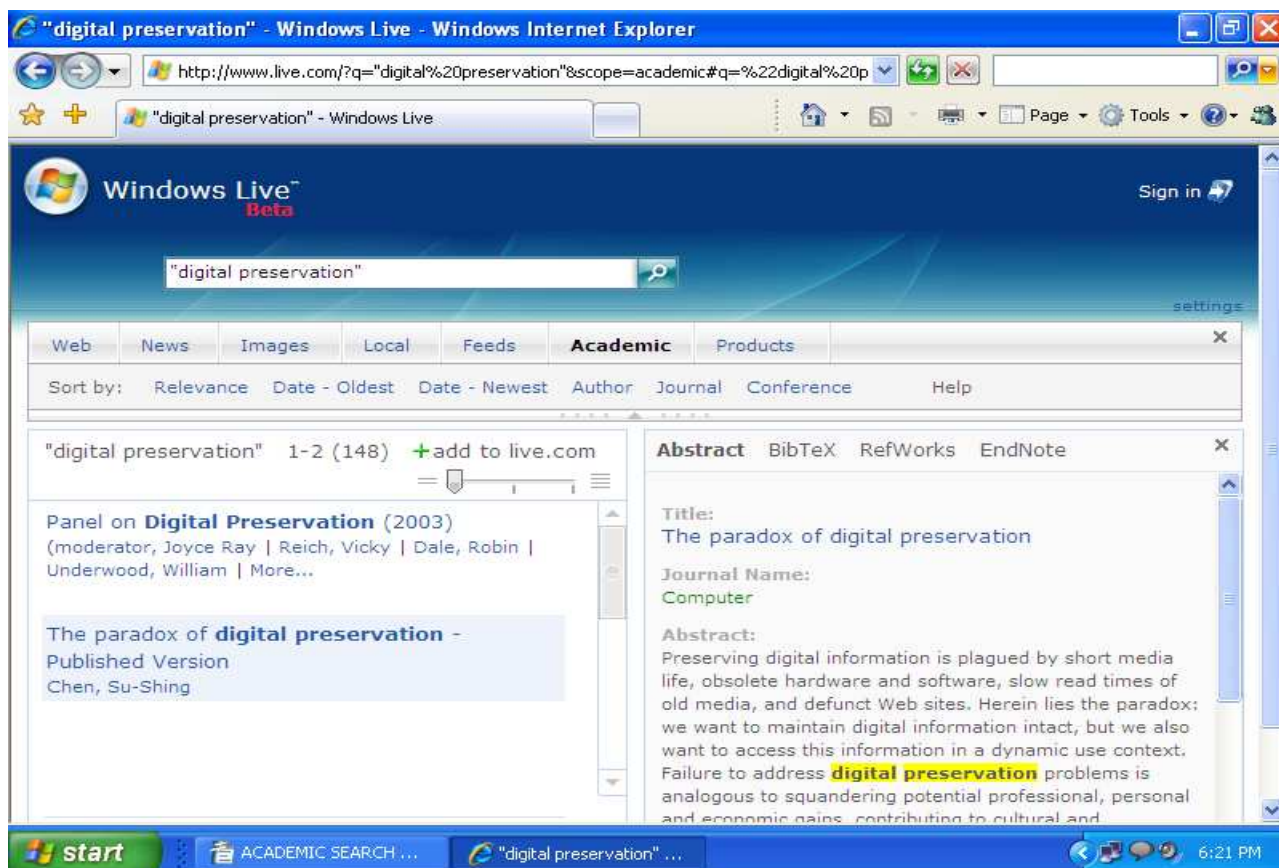 "digital preservation" - Windows Live - Windows Internet Explorer
http://www.live.com/?q="digital%20preservation"&scope=academic#q=%22digital%20p
"digital preservation" - Windows Live
Page
Tools
Windows Live™
Beta
Sign in
"digital preservation"
settings
Web News Images Local Feeds Academic Products
Sort by: Relevance Date - Oldest Date - Newest Author Journal Conference Help
"digital preservation" 1-2 (148) +add to live.com
Panel on Digital Preservation (2003)
(moderator, Joyce Ray | Reich, Vicky | Dale, Robin |
Underwood, William | More...
The paradox of digital preservation -
Published Version
Chen, Su-Shing
Abstract BibTeX RefWorks EndNote
Title:
The paradox of digital preservation
Journal Name:
Computer
Abstract:
Preserving digital information is plagued by short media
life, obsolete hardware and software, slow read times of
old media, and defunct Web sites. Herein lies the paradox:
we want to maintain digital information intact, but we also
want to access this information in a dynamic use context.
Failure to address digital preservation problems is
analogous to squandering potential professional, personal
and economic gains, contributing to cultural and
start
ACADEMIC SEARCH ...
"digital preservation" ...
6:21 PM